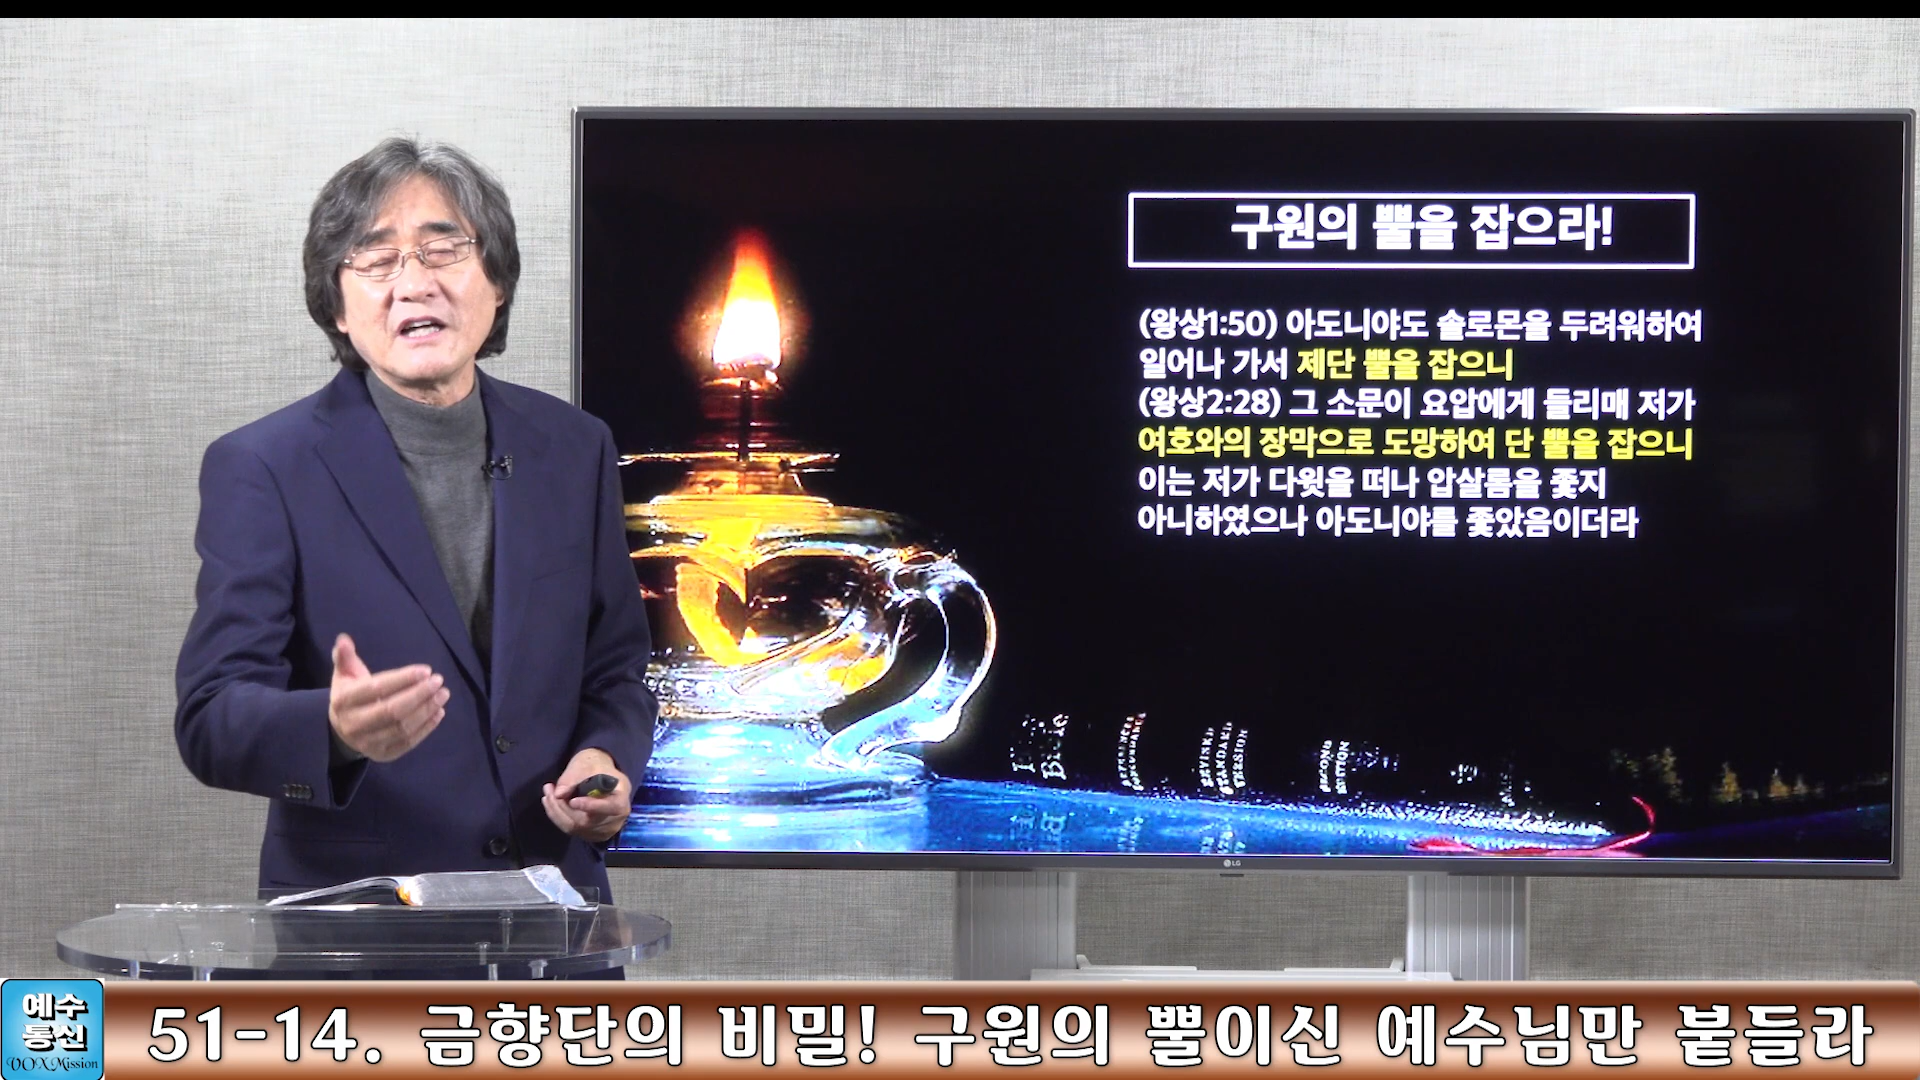 구원의 뿔을 잡으라!
(왕상1:50) 아도니야도 솔로몬을 두려워하여
일어나 가서 제단 뿔을 잡으니
(왕상2:28) 그 소문이 요압에게 들리매 저가
여호와의 장막으로 도망하여 단 뿔을 잡으니
이는 저가 다윗을 떠나 압살롬을 좇지
아니하였으나 아도니야를 좇았음이더라
REVISED
STANDARD
VERSION
SECOND
EDITION
LG
예수
통신
VOX Mission
51-14. 금향단의 비밀! 구원의 뿔이신 예수님만 붙들라